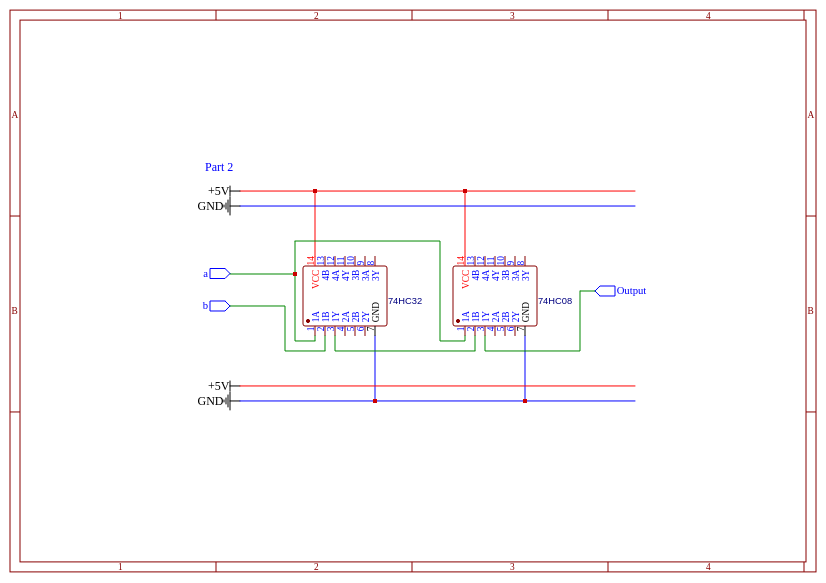 1 2 3 4
A A
Part 2
+5V
GND
14 13 12 11 10 9 8
VCC 4B 4A 4Y 3B 3A 3Y
14 13 12 11 10 9 8
VCC 4B 4A 4Y 3B 3A 3Y
a
74HC32
74HC08
Output
b
B B
1A 1B 1Y 2A 2B 2Y GND
1 2 3 4 5 6 7
1A 1B 1Y 2A 2B 2Y GND
1 2 3 4 5 6 7
+5V
GND
1 2 3 4